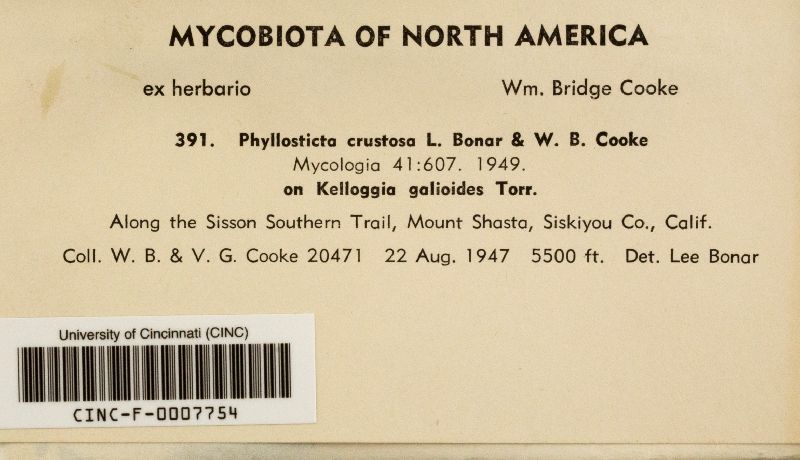 MYCOBIOTA OF NORTH AMERICA
ex herbario Wm. Bridge Cooke
391. Phyllosticta crustosa L. Bonar & W. B. Cooke
Mycologia 41:607. 1949.
on Kelloggia galioides Torr.
Along the Sisson Southern Trail, Mount Shasta, Siskiyou Co., Calif.
Coll. W. B. & V. G. Cooke 20471 22 Aug. 1947 5500 ft. Det. Lee Bonar
University of Cincinnati (CINC)
CINC-F-0007754